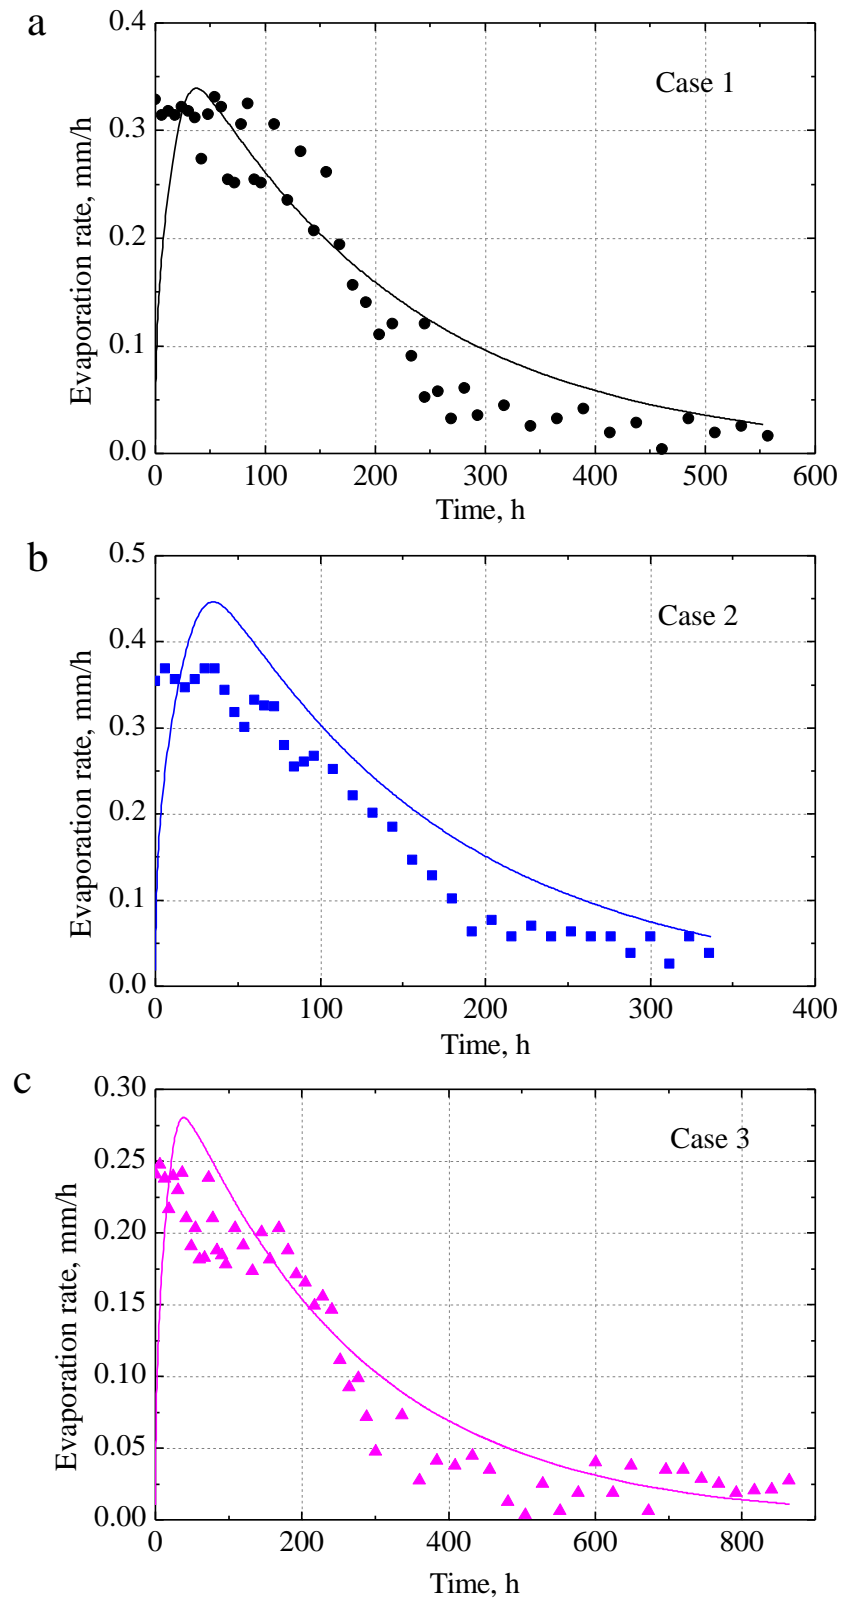 a
0.4
0.3
0.2
0.1
0.0
Evaporation rate, mm/h
Case 1
0 100 200 300 400 500 600
Time, h
b
0.5
0.4
0.3
0.2
0.1
0.0
Evaporation rate, mm/h
Case 2
0 100 200 300 400
Time, h
c
0.30
0.25
0.20
0.15
0.10
0.05
0.00
Evaporation rate, mm/h
Case 3
0 200 400 600 800
Time, h